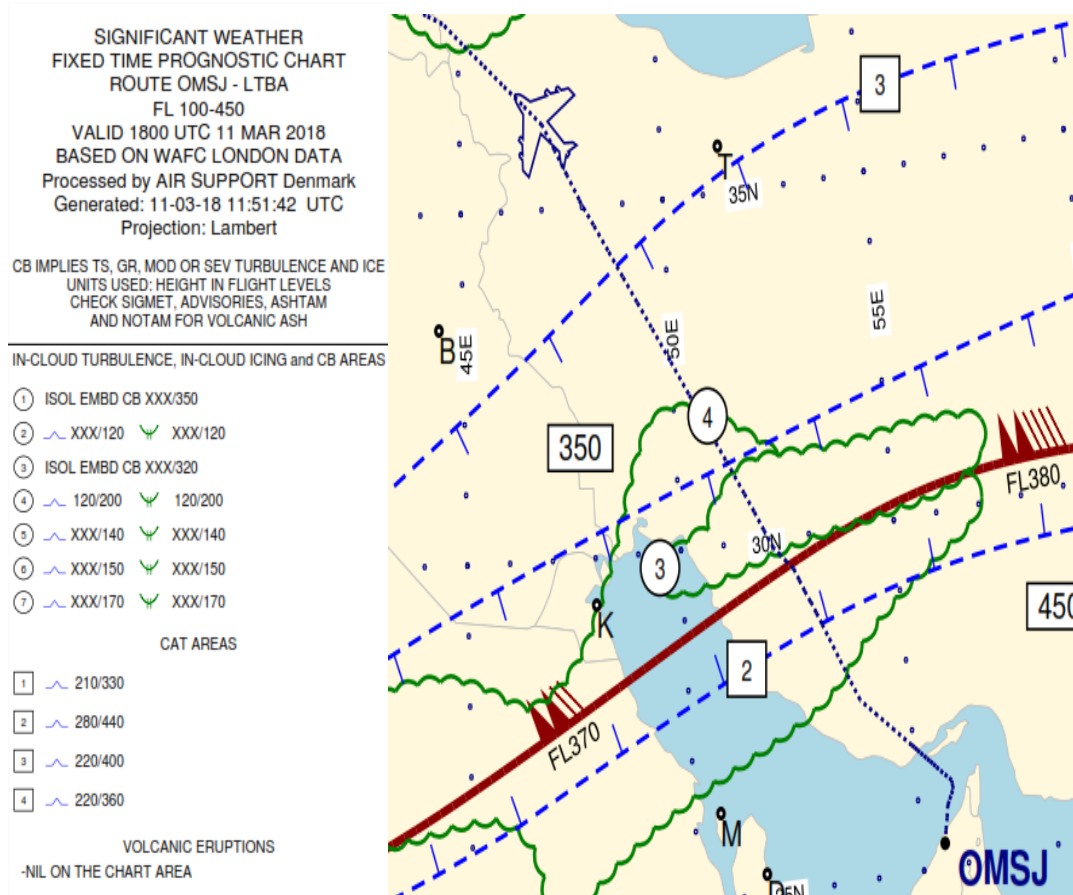 SIGNIFICANT WEATHER
FIXED TIME PROGNOSTIC CHART
ROUTE OMSJ - LTBA
FL 100-450
VALID 1800 UTC 11 MAR 2018
BASED ON WAFC LONDON DATA
Processed by AIR SUPPORT Denmark
Generated: 11-03-18 11:51:42 UTC
Projection: Lambert
CB IMPLIES TS, GR, MOD OR SEV TURBULENCE AND ICE
UNITS USED: HEIGHT IN FLIGHT LEVELS
CHECK SIGMET, ADVISORIES, ASHTAM
AND NOTAM FOR VOLCANIC ASH
IN-CLOUD TURBULENCE, IN-CLOUD ICING and CB AREAS
1 ISOL EMBD CB XXX/350
2 XXX/120 XXX/120
3 ISOL EMBD CB XXX/320
4 120/200 120/200
5 XXX/140 XXX/140
6 XXX/150 XXX/150
7 XXX/170 XXX/170
CAT AREAS
1 210/330
2 280/440
3 220/400
4 220/360
VOLCANIC ERUPTIONS
-NIL ON THE CHART AREA
3
T
35N
B
45E
50E
55E
4
350
FL380
30N
3
K
450
2
FL370
M
OMSJ